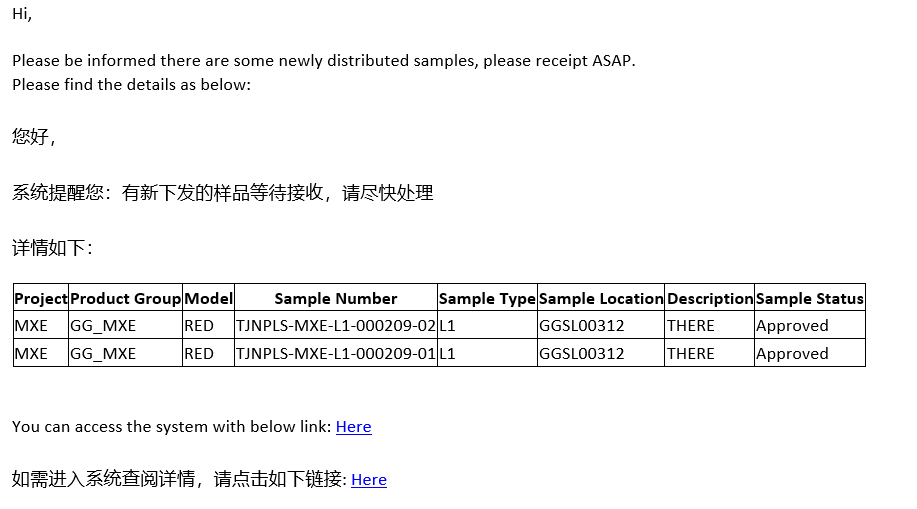 Hi,
Please be informed there are some newly distributed samples, please receipt ASAP.
Please find the details as below:
您好，
系统提醒您：有新下发的样品等待接收，请尽快处理
详情如下：
Project Product Group Model Sample Number Sample Type Sample Location Description Sample Status
MXE GG_MXE RED TJNPLS-MXE-L1-000209-02 L1 GGSL00312 THERE Approved
MXE GG_MXE RED TJNPLS-MXE-L1-000209-01 L1 GGSL00312 THERE Approved
You can access the system with below link: Here
如需进入系统查阅详情，请点击如下链接: Here